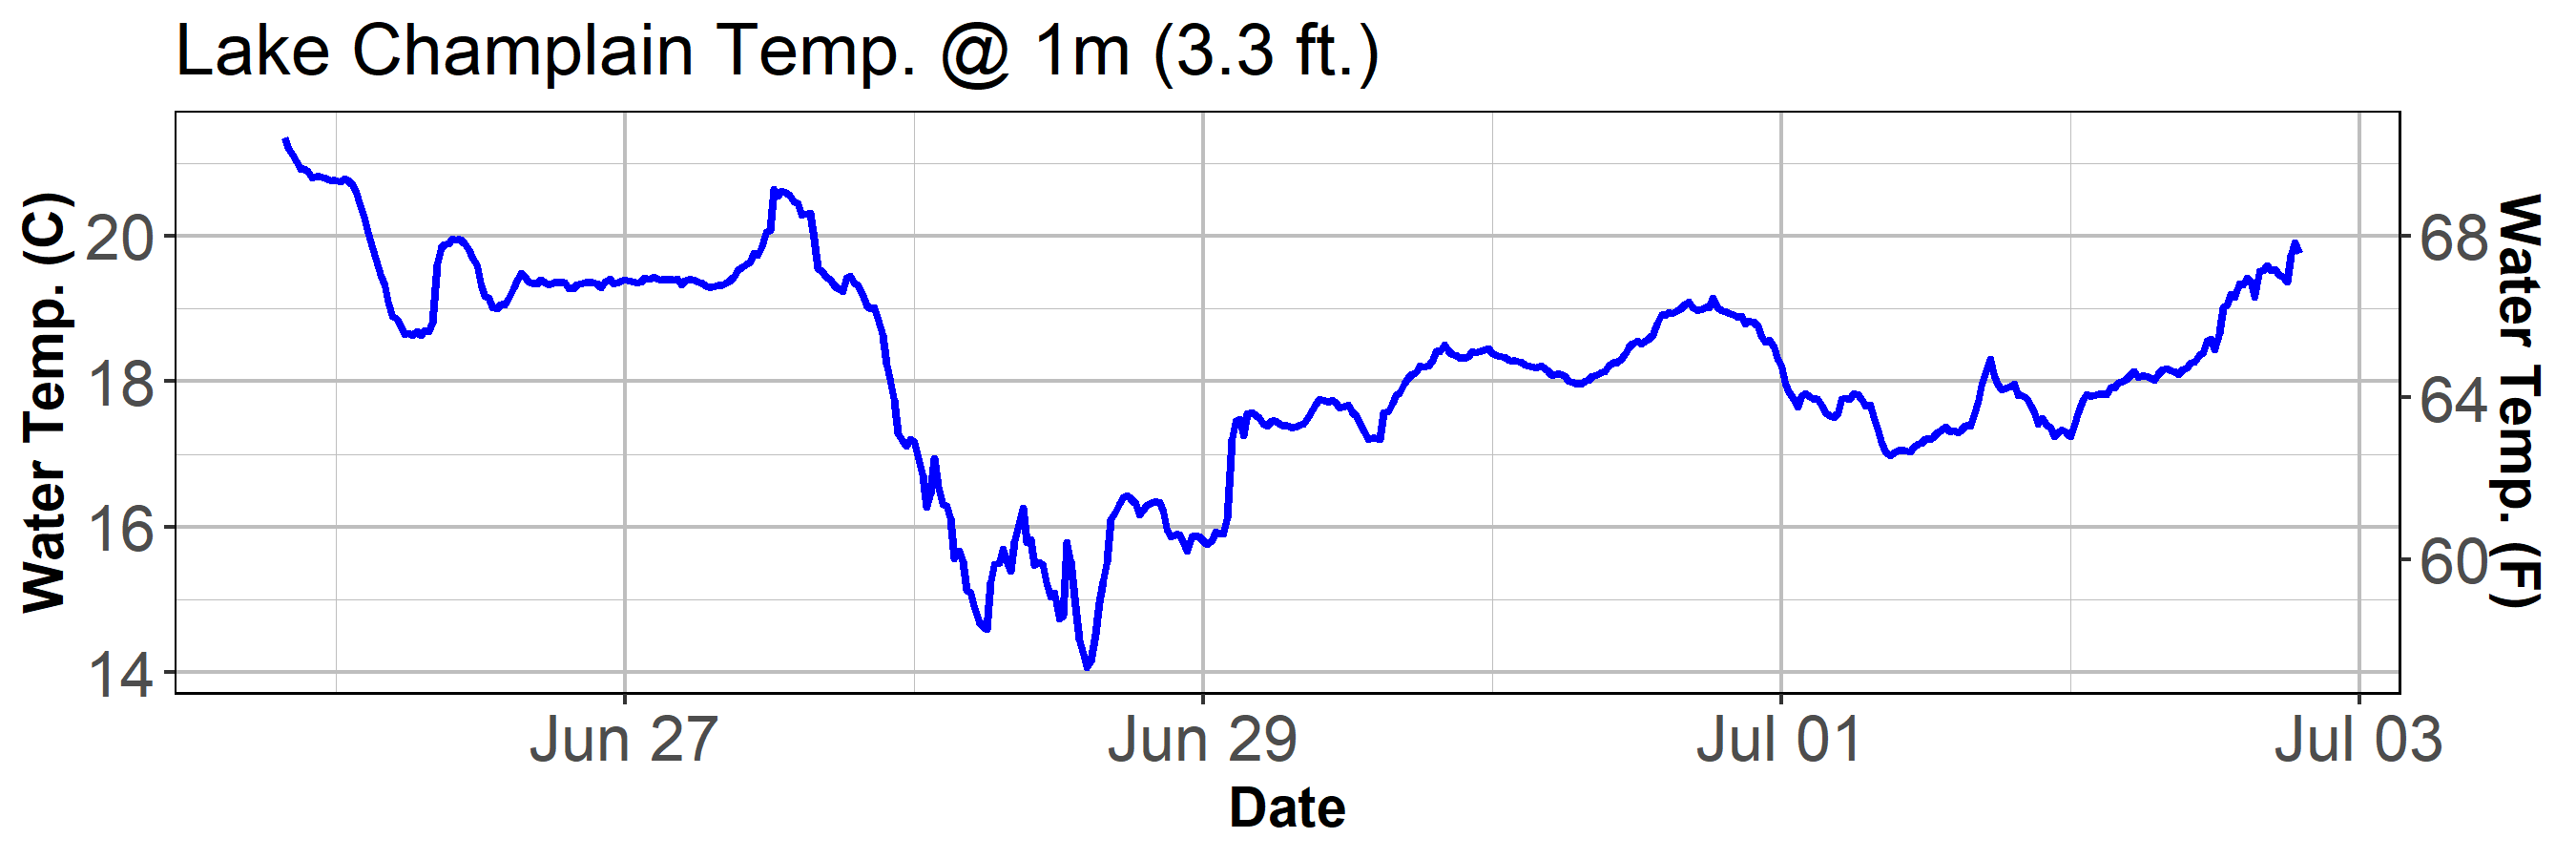 Lake Champlain Temp. @ 1m (3.3 ft.)
Water Temp. (C)
20
18
16
14
68
64
60
Water Temp. (F)
Jun 27 Jun 29 Jul 01 Jul 03
Date